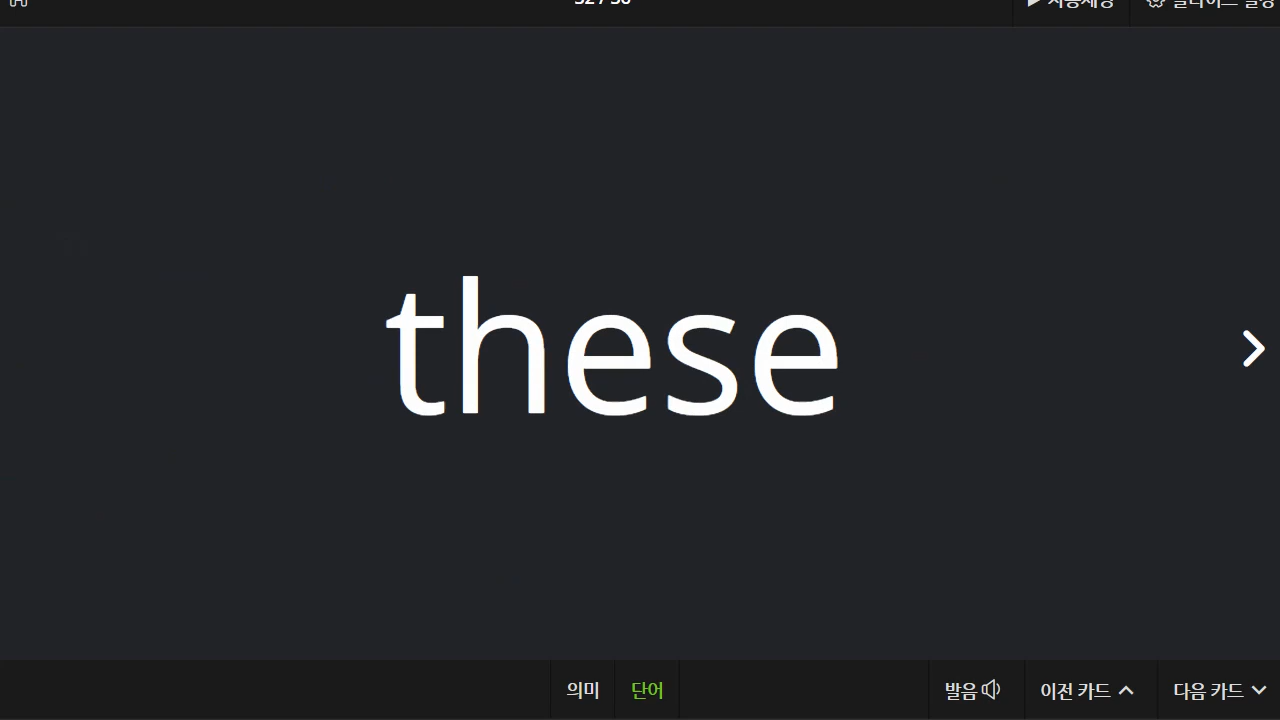 these
의미 단어 발음 이전 카드 다음 카드